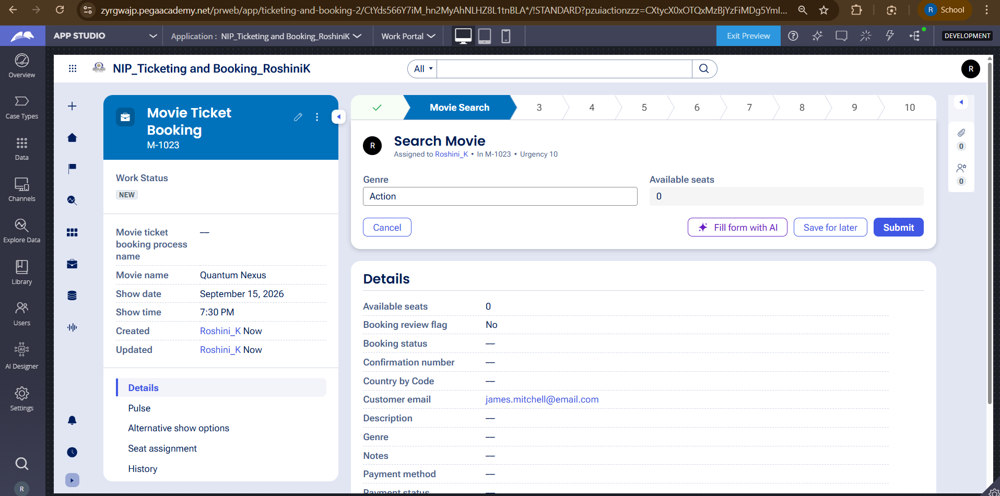 zyrgwajp.pegaacademy.net/prweb/app/ticketing-and-booking-2/CtYds566Y7iM_hn2MyAhNLHZ8L1tnBLA*/!STANDARD?pzuiactionzzz=CXtycX0xOTQxMzBjYzFiMDg5YmI...
R School
APP STUDIO
Application : NIP_Ticketing and Booking_RoshiniK
Work Portal
Exit Preview
DEVELOPMENT
Overview
Case Types
Data
Channels
Explore Data
Library
Users
AI
AI Designer
Settings
R
NIP_Ticketing and Booking_RoshiniK
All
R
Movie Ticket
Booking
M-1023
Work Status
NEW
Movie ticket
booking process
name
––
Movie name Quantum Nexus
Show date September 15, 2026
Show time 7:30 PM
Created Roshini_K Now
Updated Roshini_K Now
Details
Pulse
Alternative show options
Seat assignment
History
Movie Search
3 4 5 6 7 8 9 10
R
Search Movie
Assigned to Roshini_K • In M-1023 • Urgency 10
Genre
Action
Available seats
0
Cancel
Fill form with AI
Save for later
Submit
Details
Available seats 0
Booking review flag No
Booking status ––
Confirmation number ––
Country by Code ––
Customer email james.mitchell@email.com
Description ––
Genre ––
Notes ––
Payment method ––
Payment status ––
0
0